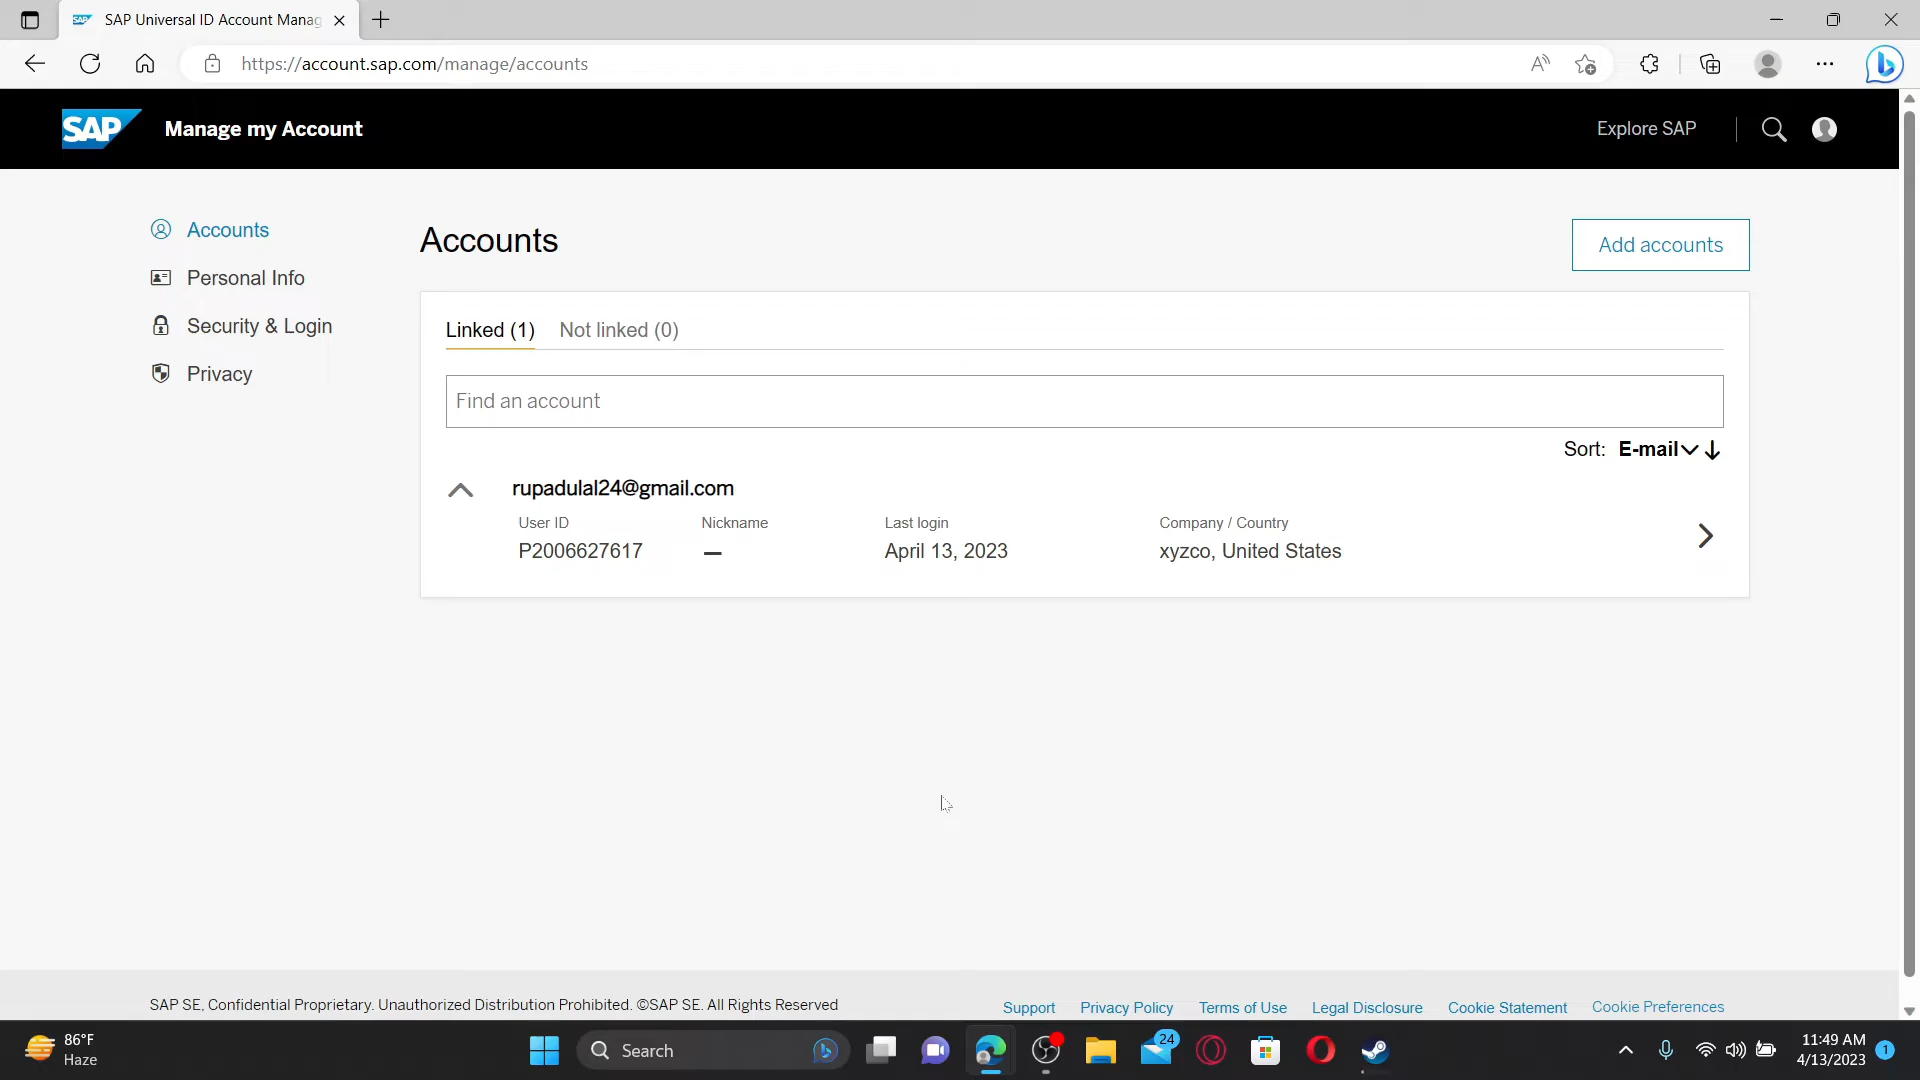 SAP Universal ID Account Manag
https://account.sap.com/manage/accounts
SAP Manage my Account
Explore SAP
Accounts
Personal Info
Security & Login
Privacy
Accounts
Add accounts
Linked (1) Not linked (0)
Find an account
Sort: E-mail
rupadulal24@gmail.com
User ID Nickname Last login Company / Country
P2006627617 — April 13, 2023 xyzco, United States
SAP SE, Confidential Proprietary. Unauthorized Distribution Prohibited. ©SAP SE. All Rights Reserved
Support Privacy Policy Terms of Use Legal Disclosure Cookie Statement Cookie Preferences
86°F
Haze
Search
24
11:49 AM
4/13/2023
1